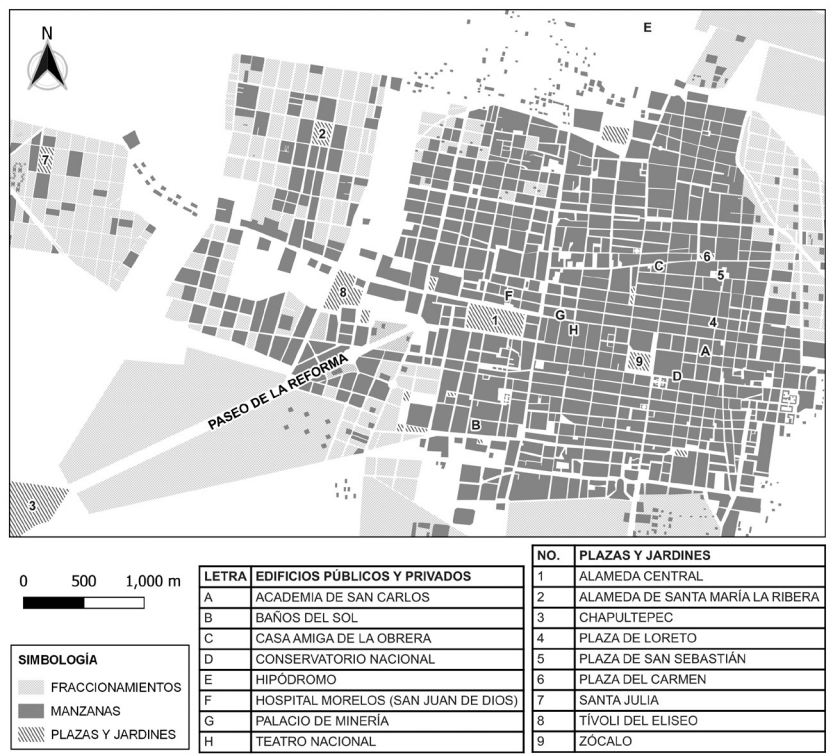 N
E
2
7
6
C
5
8
F
1
G
H
4
A
9
D
PASEO DE LA REFORMA
B
3
0 500 1,000 m
SIMBOLOGÍA
FRACCIONAMIENTOS
MANZANAS
PLAZAS Y JARDINES
LETRA EDIFICIOS PÚBLICOS Y PRIVADOS
A ACADEMIA DE SAN CARLOS
B BAÑOS DEL SOL
C CASA AMIGA DE LA OBRERA
D CONSERVATORIO NACIONAL
E HIPÓDROMO
F HOSPITAL MORELOS (SAN JUAN DE DIOS)
G PALACIO DE MINERÍA
H TEATRO NACIONAL
NO. PLAZAS Y JARDINES
1 ALAMEDA CENTRAL
2 ALAMEDA DE SANTA MARÍA LA RIBERA
3 CHAPULTEPEC
4 PLAZA DE LORETO
5 PLAZA DE SAN SEBASTIÁN
6 PLAZA DEL CARMEN
7 SANTA JULIA
8 TÍVOLI DEL ELISEO
9 ZÓCALO